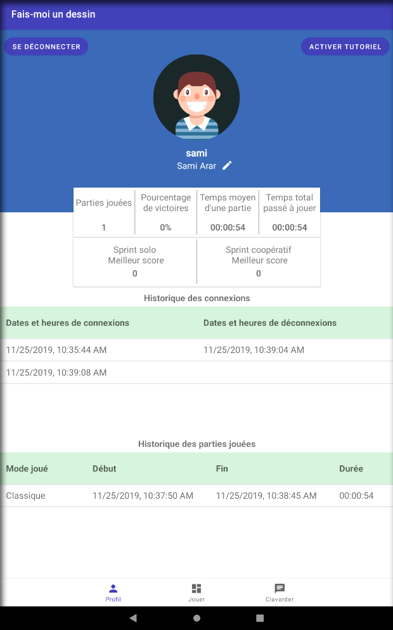 Fais-moi un dessin
SE DÉCONNECTER
ACTIVER TUTORIEL
sami
Sami Arar
Parties jouées
1
Pourcentage
de victoires
0%
Temps moyen
d'une partie
00:00:54
Temps total
passé à jouer
00:00:54
Sprint solo
Meilleur score
0
Sprint coopératif
Meilleur score
0
Historique des connexions
Dates et heures de connexions Dates et heures de déconnexions
11/25/2019, 10:35:44 AM 11/25/2019, 10:39:04 AM
11/25/2019, 10:39:08 AM
Historique des parties jouées
Mode joué Début Fin Durée
Classique 11/25/2019, 10:37:50 AM 11/25/2019, 10:38:45 AM 00:00:54
Profil Jouer Clavarder